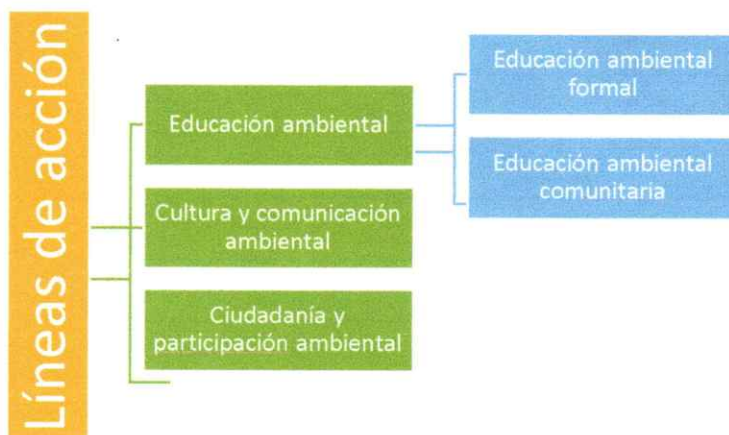 Líneas de acción
Educación ambiental
Cultura y comunicación
ambiental
Ciudadanía y
participación ambiental
Educación ambiental
formal
Educación ambiental
comunitaria